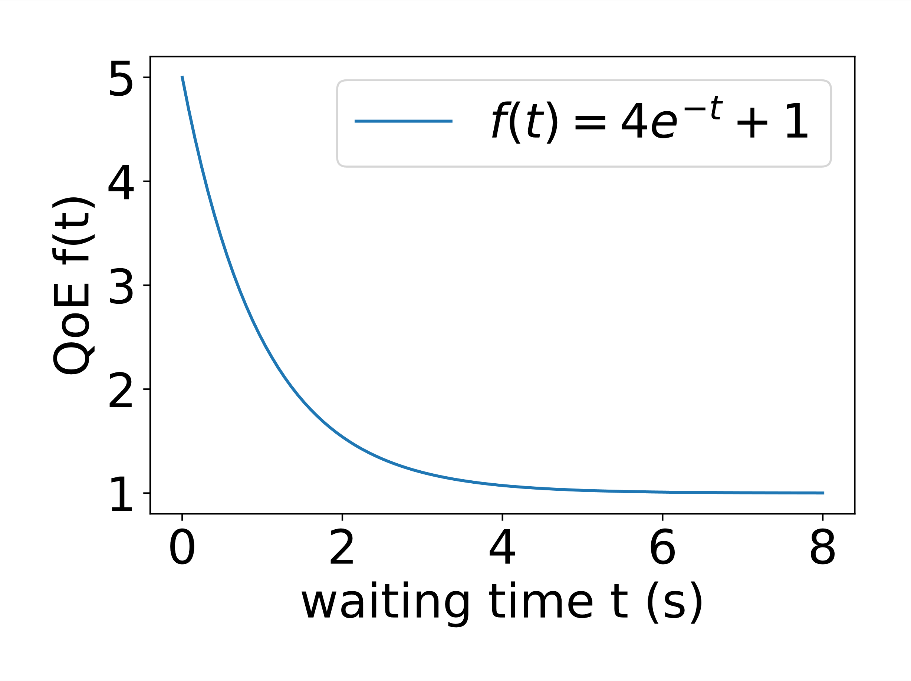 5
4
3
2
1
QoE f(t)
f(t) = 4e^{-t} + 1
0 2 4 6 8
waiting time t (s)